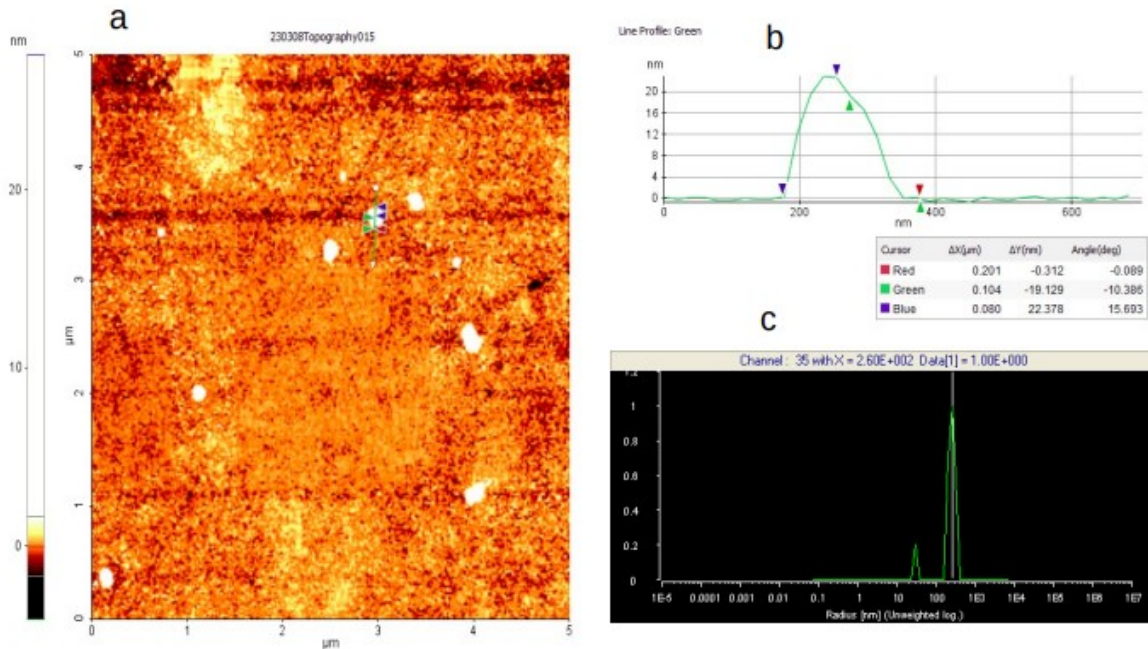 a
230308Topography015
nm
20
10
0
5
4
3
2
1
0
µm
0 1 2 3 4 5
µm
b
Line Profile: Green
nm
20
16
12
8
4
0
0 200 400 600
nm
Cursor ΔX(µm) ΔY(nm) Angle(deg)
Red 0.201 -0.312 -0.089
Green 0.104 -19.129 -10.386
Blue 0.080 22.378 15.693
c
Channel : 35 with X = 2.60E+002 Data[1] = 1.00E+000
1.2
1
0.8
0.6
0.4
0.2
0
1E-5 0.0001 0.001 0.01 0.1 1 10 100 1E3 1E4 1E5 1E6 1E7
Radius [nm] (Unweighted log.)